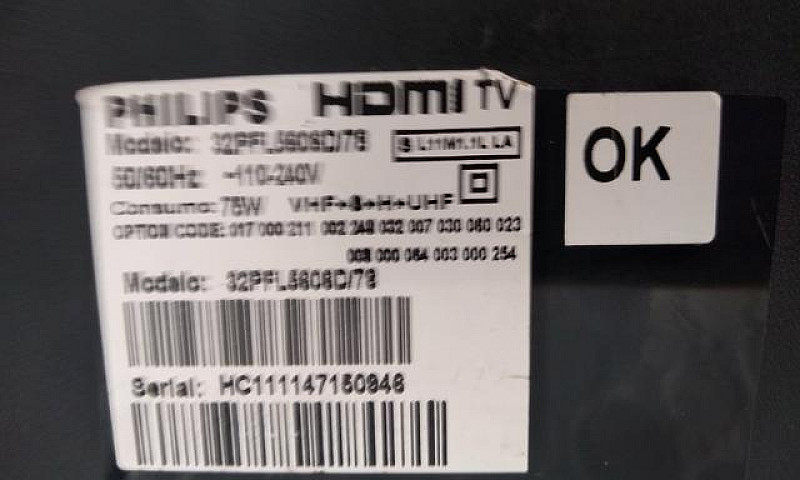 PHILIPS HDMI TV
Modelo: 32PFL5606D/78 S L11M1.1L LA
50/60Hz ~110-240V
Consumo: 75W VHF+S+H+UHF
OPTION CODE: 017 000 211 002 248 032 007 030 060 023
008 000 064 003 000 254
Modelo: 32PFL5606D/78
Serial: HC111147150948
OK